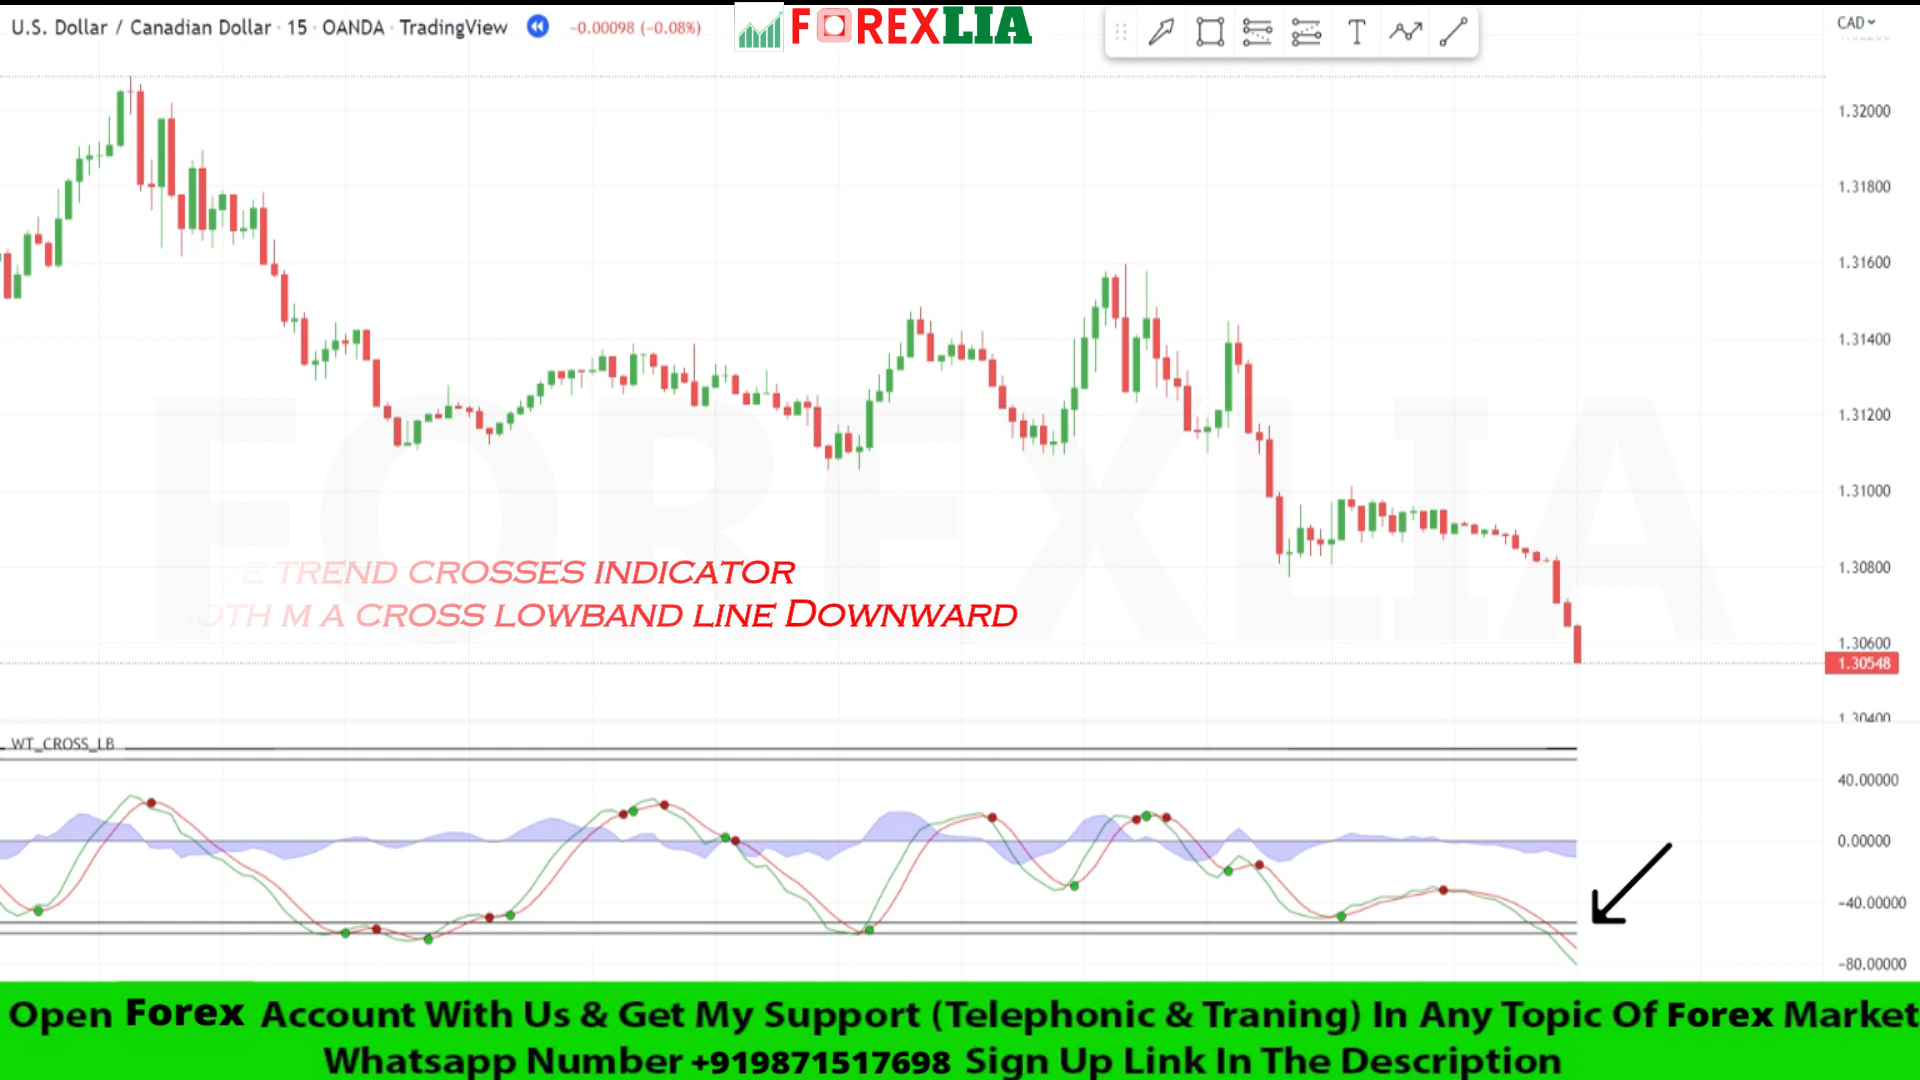 U.S. Dollar / Canadian Dollar · 15 · OANDA · TradingView
-0.00098 (-0.08%)
FOREXLIA
T
CAD
1.32000
1.31800
1.31600
1.31400
1.31200
1.31000
1.30800
1.30600
1.30548
1.30400
FOREXLIA
E TREND CROSSES INDICATOR
OTH M A CROSS LOWBAND LINE DOWNWARD
WT_CROSS_LB
40.00000
0.00000
-40.00000
-80.00000
Open Forex Account With Us & Get My Support (Telephonic & Traning) In Any Topic Of Forex Market
Whatsapp Number +919871517698 Sign Up Link In The Description